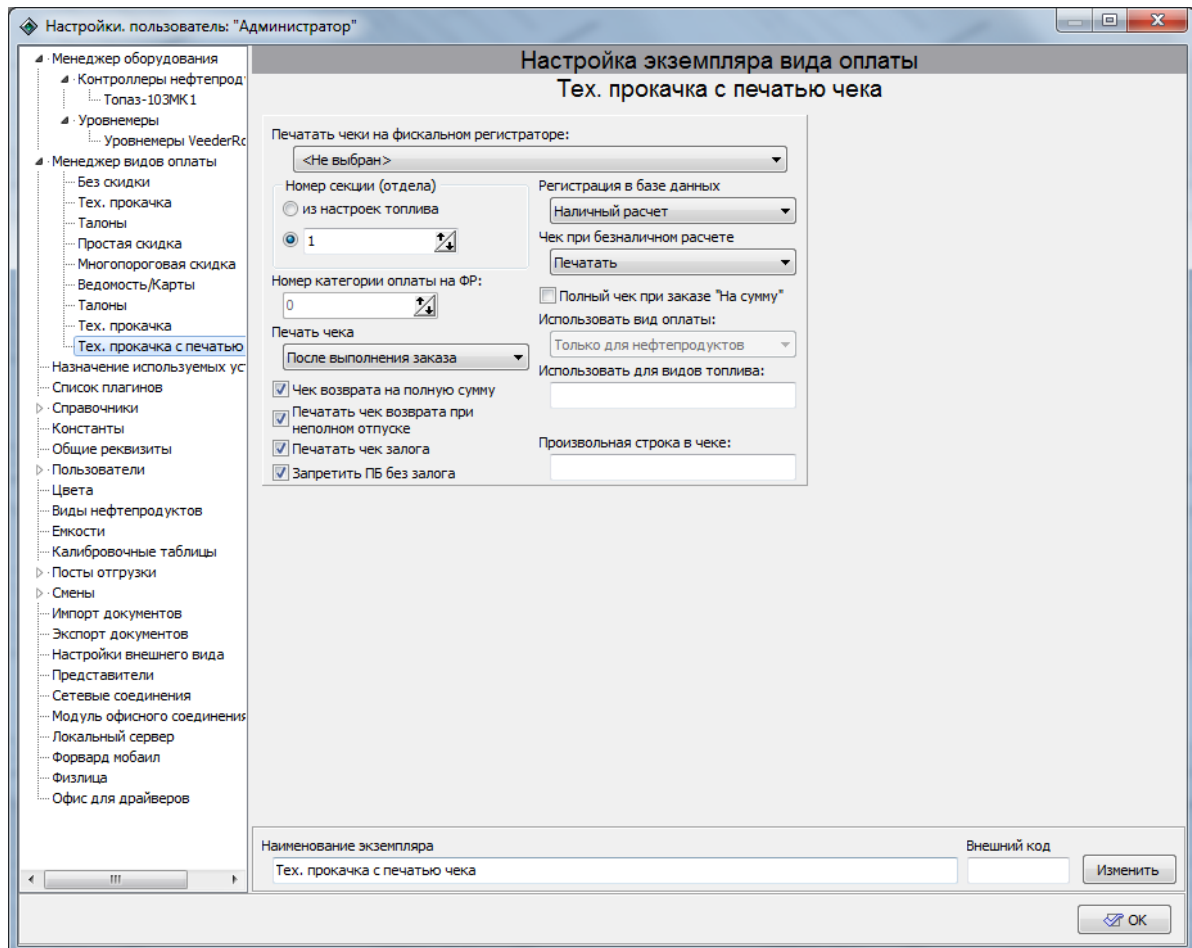 Настройки. пользователь: "Администратор"
Менеджер оборудования
Контроллеры нефтепрод
Топаз-103МК1
Уровнемеры
Уровнемеры VeederRo
Менеджер видов оплаты
Без скидки
Тех. прокачка
Талоны
Простая скидка
Многопороговая скидка
Ведомость/Карты
Талоны
Тех. прокачка
Тех. прокачка с печатью
Назначение используемых ус
Список плагинов
Справочники
Константы
Общие реквизиты
Пользователи
Цвета
Виды нефтепродуктов
Емкости
Калибровочные таблицы
Посты отгрузки
Смены
Импорт документов
Экспорт документов
Настройки внешнего вида
Представители
Сетевые соединения
Модуль офисного соединения
Локальный сервер
Форвард мобаил
Физлица
Офис для драйверов
Настройка экземпляра вида оплаты
Тех. прокачка с печатью чека
Печатать чеки на фискальном регистраторе:
<Не выбран>
Номер секции (отдела)
из настроек топлива
1
Номер категории оплаты на ФР:
0
Печать чека
После выполнения заказа
Чек возврата на полную сумму
Печатать чек возврата при
неполном отпуске
Печатать чек залога
Запретить ПБ без залога
Регистрация в базе данных
Наличный расчет
Чек при безналичном расчете
Печатать
Полный чек при заказе "На сумму"
Использовать вид оплаты:
Только для нефтепродуктов
Использовать для видов топлива:
Произвольная строка в чеке:
Наименование экземпляра
Тех. прокачка с печатью чека
Внешний код
Изменить
OK